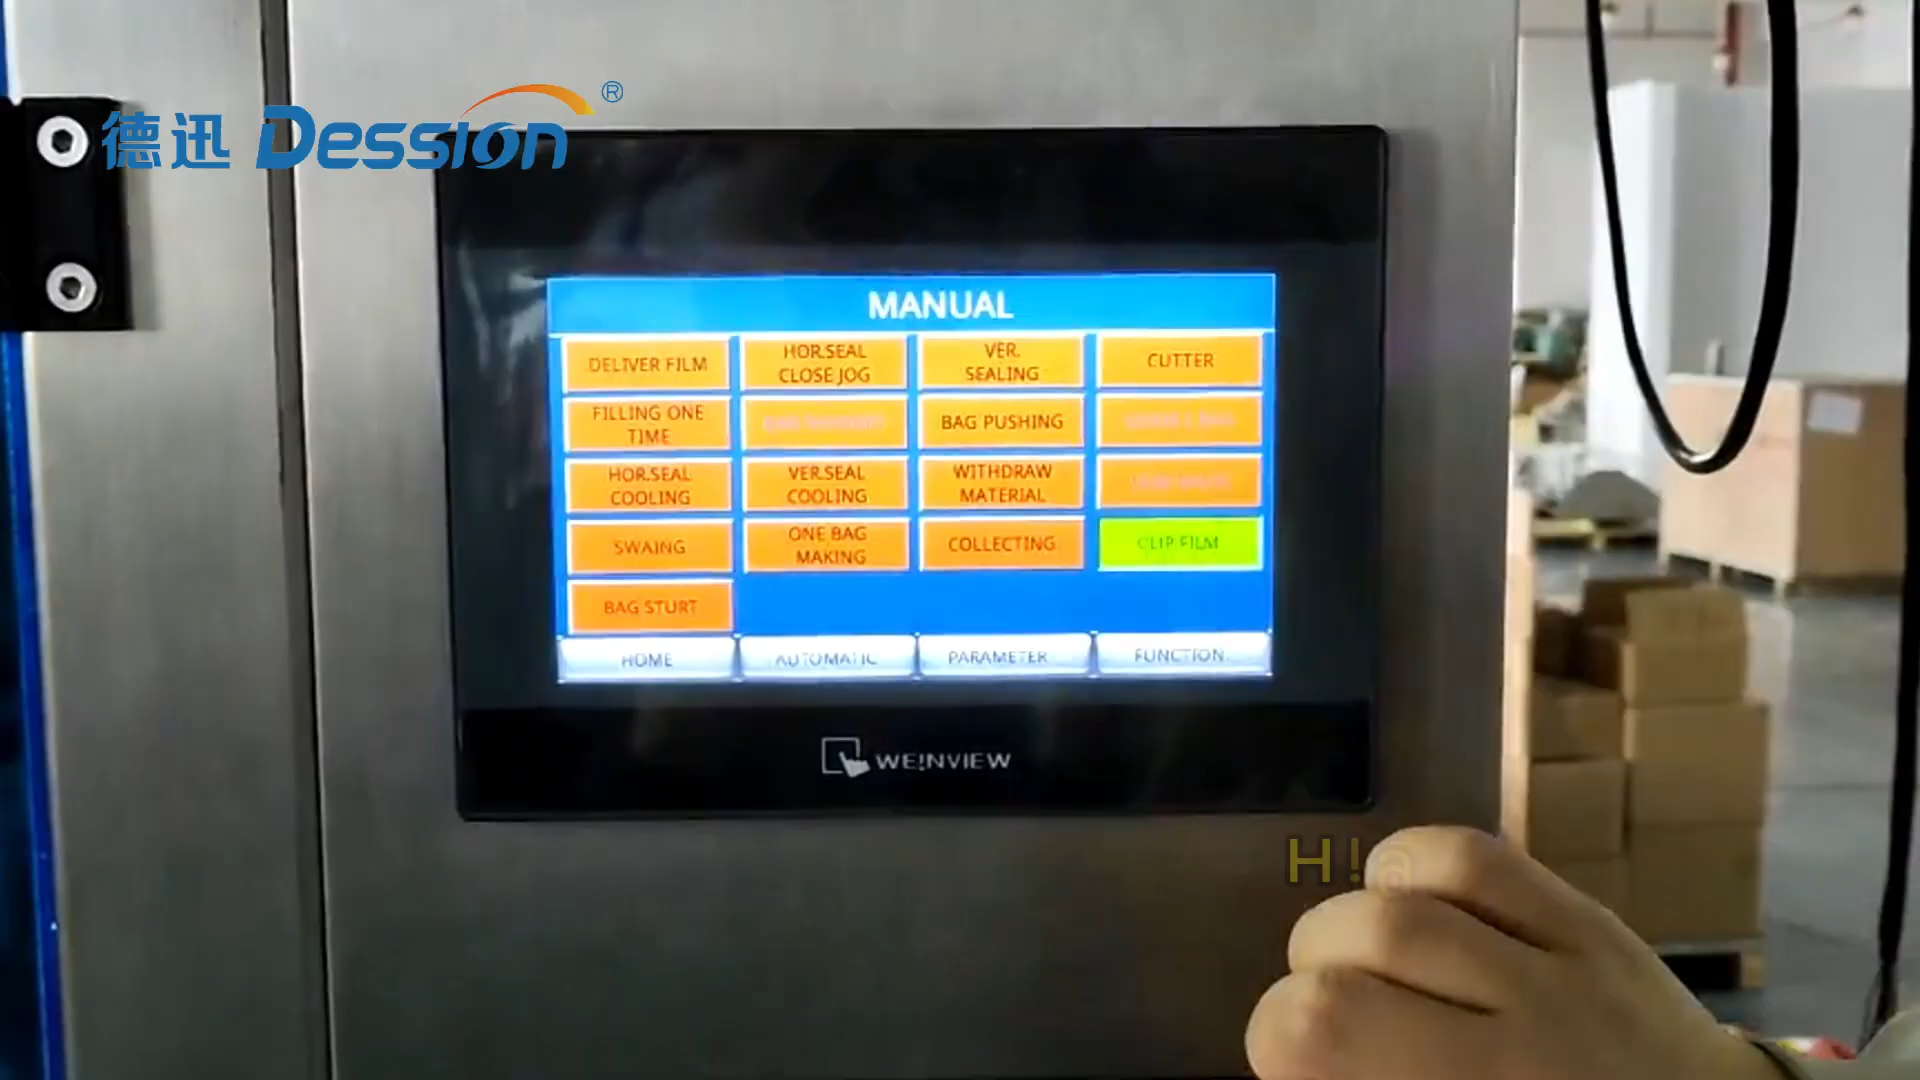 德迅 Dession®
MANUAL
DELIVER FILM
HOR.SEAL
CLOSE JOG
VER.
SEALING
CUTTER
FILLING ONE
TIME
BAG PUSHING
HOR.SEAL
COOLING
VER.SEAL
COOLING
WITHDRAW
MATERIAL
SWAING
ONE BAG
MAKING
COLLECTING
CLIP FILM
BAG STURT
HOME
AUTOMATIC
PARAMETER
FUNCTION
WE!NVIEW